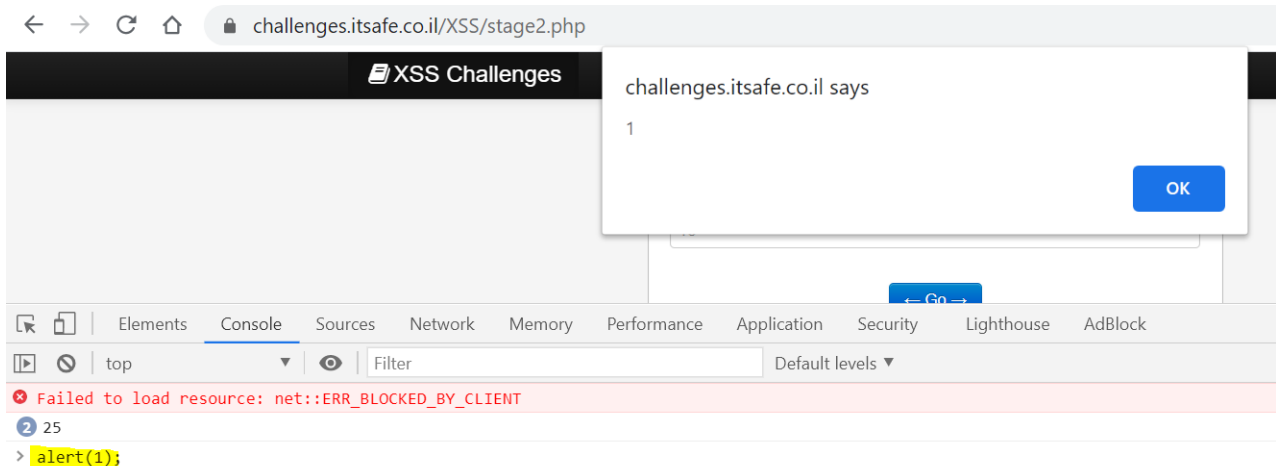 challenges.itsafe.co.il/XSS/stage2.php
XSS Challenges
challenges.itsafe.co.il says
1
OK
← Go →
Elements Console Sources Network Memory Performance Application Security Lighthouse AdBlock
top Filter Default levels
Failed to load resource: net::ERR_BLOCKED_BY_CLIENT
2 25
> alert(1);